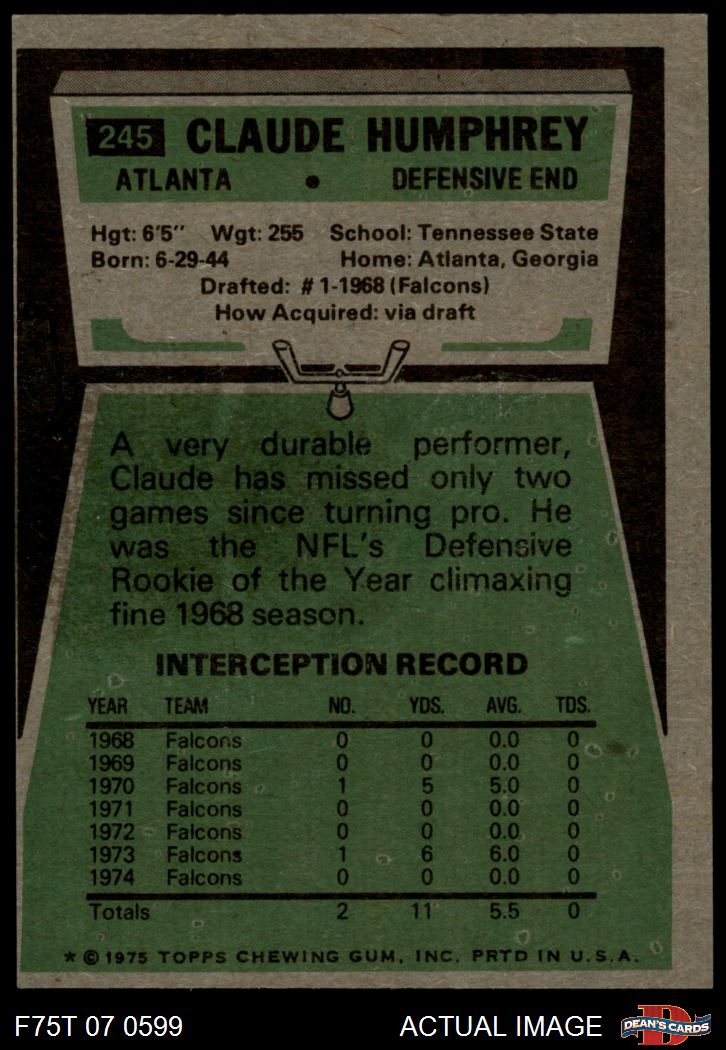 245 CLAUDE HUMPHREY
ATLANTA • DEFENSIVE END
Hgt: 6'5" Wgt: 255 School: Tennessee State
Born: 6-29-44 Home: Atlanta, Georgia
Drafted: #1-1968 (Falcons)
How Acquired: via draft
A very durable performer,
Claude has missed only two
games since turning pro. He
was the NFL's Defensive
Rookie of the Year climaxing
fine 1968 season.
INTERCEPTION RECORD
YEAR TEAM NO. YDS. AVG. TDS.
1968 Falcons 0 0 0.0 0
1969 Falcons 0 0 0.0 0
1970 Falcons 1 5 5.0 0
1971 Falcons 0 0 0.0 0
1972 Falcons 0 0 0.0 0
1973 Falcons 1 6 6.0 0
1974 Falcons 0 0 0.0 0
Totals 2 11 5.5 0
* © 1975 TOPPS CHEWING GUM, INC. PRTD IN U.S.A.
F75T 07 0599 ACTUAL IMAGE D DEAN'S CARDS